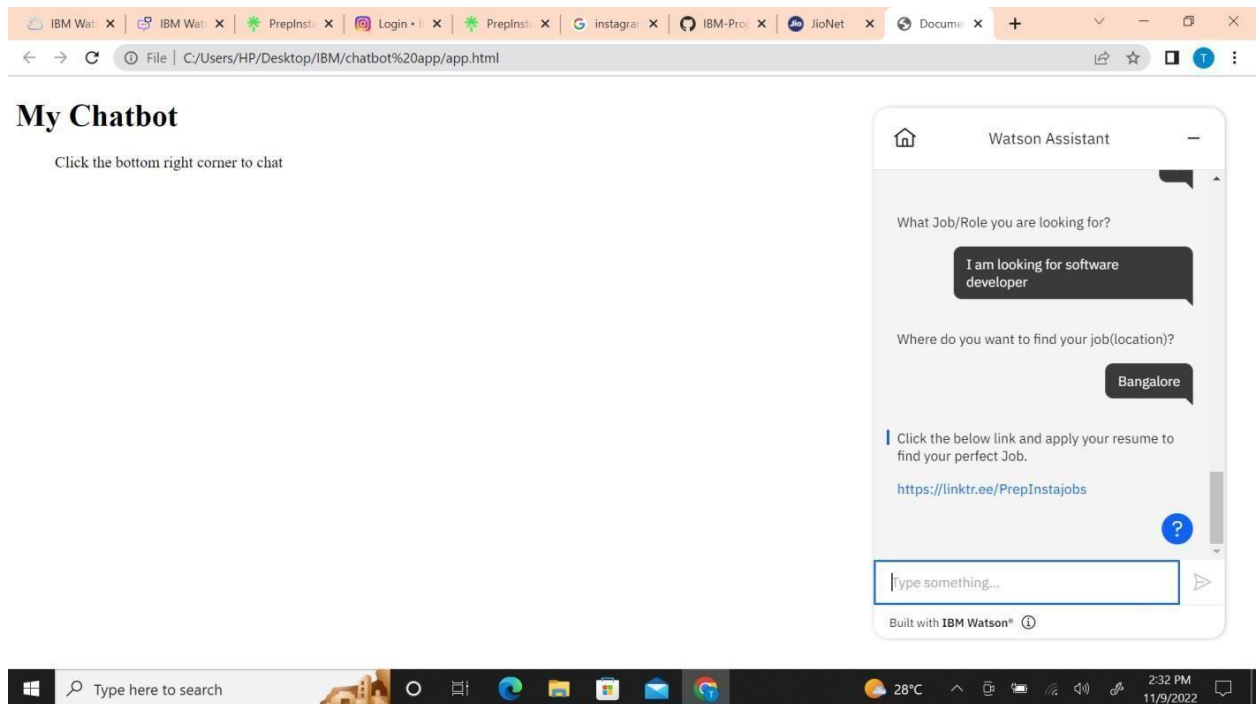 IBM Wat
IBM Wat
PrepInst
Login •
PrepInst
instagra
IBM-Proj
JioNet
Docume
File | C:/Users/HP/Desktop/IBM/chatbot%20app/app.html
T
My Chatbot
Click the bottom right corner to chat
Watson Assistant
What Job/Role you are looking for?
I am looking for software
developer
Where do you want to find your job(location)?
Bangalore
Click the below link and apply your resume to
find your perfect Job.
https://linktr.ee/PrepInstajobs
?
Type something...
Built with IBM Watson®
Type here to search
28°C
2:32 PM
11/9/2022